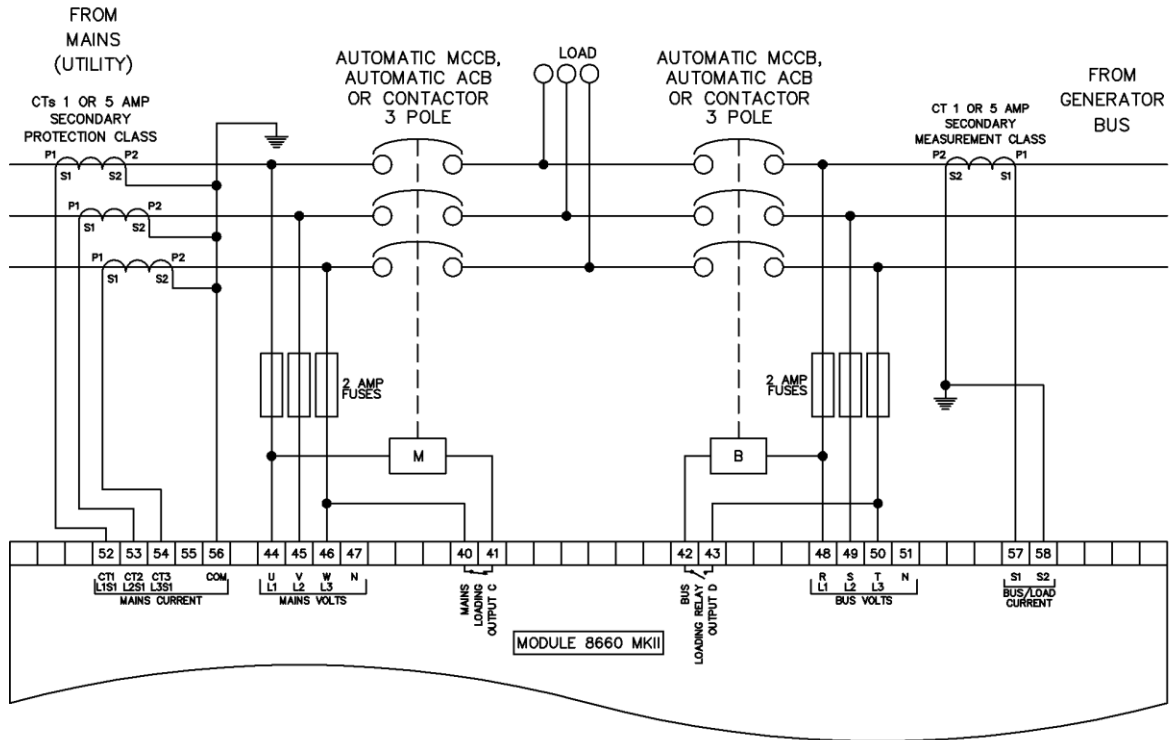 FROM
MAINS
(UTILITY)
CTs 1 OR 5 AMP
SECONDARY
PROTECTION CLASS
AUTOMATIC MCCB,
AUTOMATIC ACB
OR CONTACTOR
3 POLE
LOAD
AUTOMATIC MCCB,
AUTOMATIC ACB
OR CONTACTOR
3 POLE
CT 1 OR 5 AMP
SECONDARY
MEASUREMENT CLASS
FROM
GENERATOR
BUS
P1 P2
S1 S2
P1 P2
S1 S2
P1 P2
S1 S2
P2 P1
S2 S1
2 AMP
FUSES
2 AMP
FUSES
M
B
52 53 54 55 56 44 45 46 47 40 41 42 43 48 49 50 51 57 58
CT1 CT2 CT3 COM
L1S1 L2S1 L3S1
MAINS CURRENT
U V W N
L1 L2 L3
MAINS VOLTS
MAINS
LOADING
OUTPUT C
BUS
LOADING RELAY
OUTPUT D
R S T N
L1 L2 L3
BUS VOLTS
S1 S2
BUS/LOAD
CURRENT
MODULE 8660 MKII